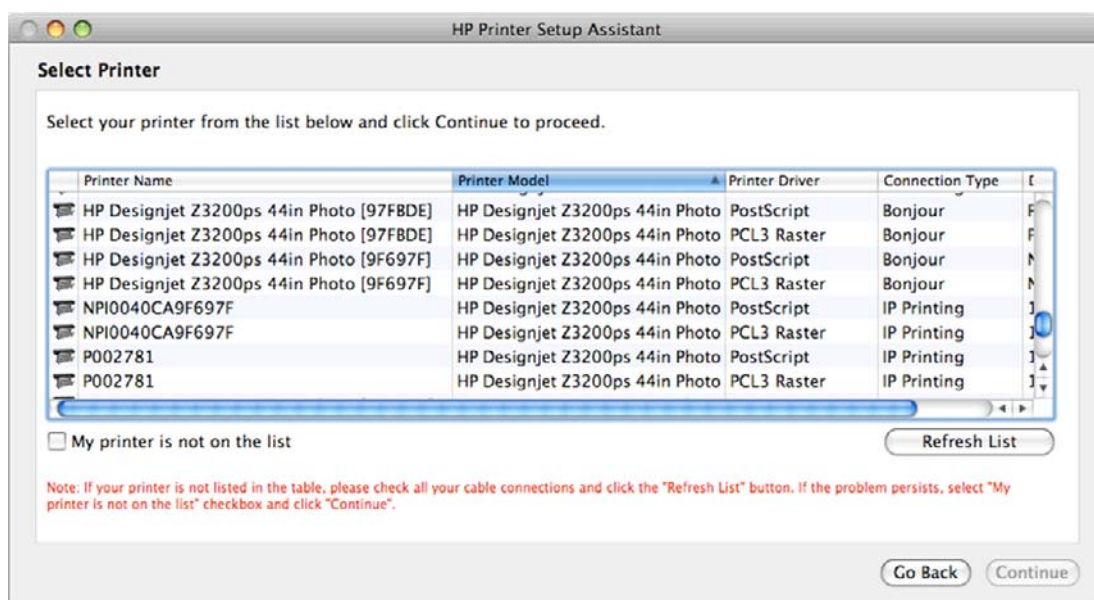 HP Printer Setup Assistant
Select Printer
Select your printer from the list below and click Continue to proceed.
Printer Name Printer Model Printer Driver Connection Type
HP Designjet Z3200ps 44in Photo [97FBDE] HP Designjet Z3200ps 44in Photo PostScript Bonjour
HP Designjet Z3200ps 44in Photo [97FBDE] HP Designjet Z3200ps 44in Photo PCL3 Raster Bonjour
HP Designjet Z3200ps 44in Photo [9F697F] HP Designjet Z3200ps 44in Photo PostScript Bonjour
HP Designjet Z3200ps 44in Photo [9F697F] HP Designjet Z3200ps 44in Photo PCL3 Raster Bonjour
NPI0040CA9F697F HP Designjet Z3200ps 44in Photo PostScript IP Printing
NPI0040CA9F697F HP Designjet Z3200ps 44in Photo PCL3 Raster IP Printing
P002781 HP Designjet Z3200ps 44in Photo PostScript IP Printing
P002781 HP Designjet Z3200ps 44in Photo PCL3 Raster IP Printing
My printer is not on the list Refresh List
Note: If your printer is not listed in the table, please check all your cable connections and click the "Refresh List" button. If the problem persists, select "My
printer is not on the list" checkbox and click "Continue".
Go Back Continue